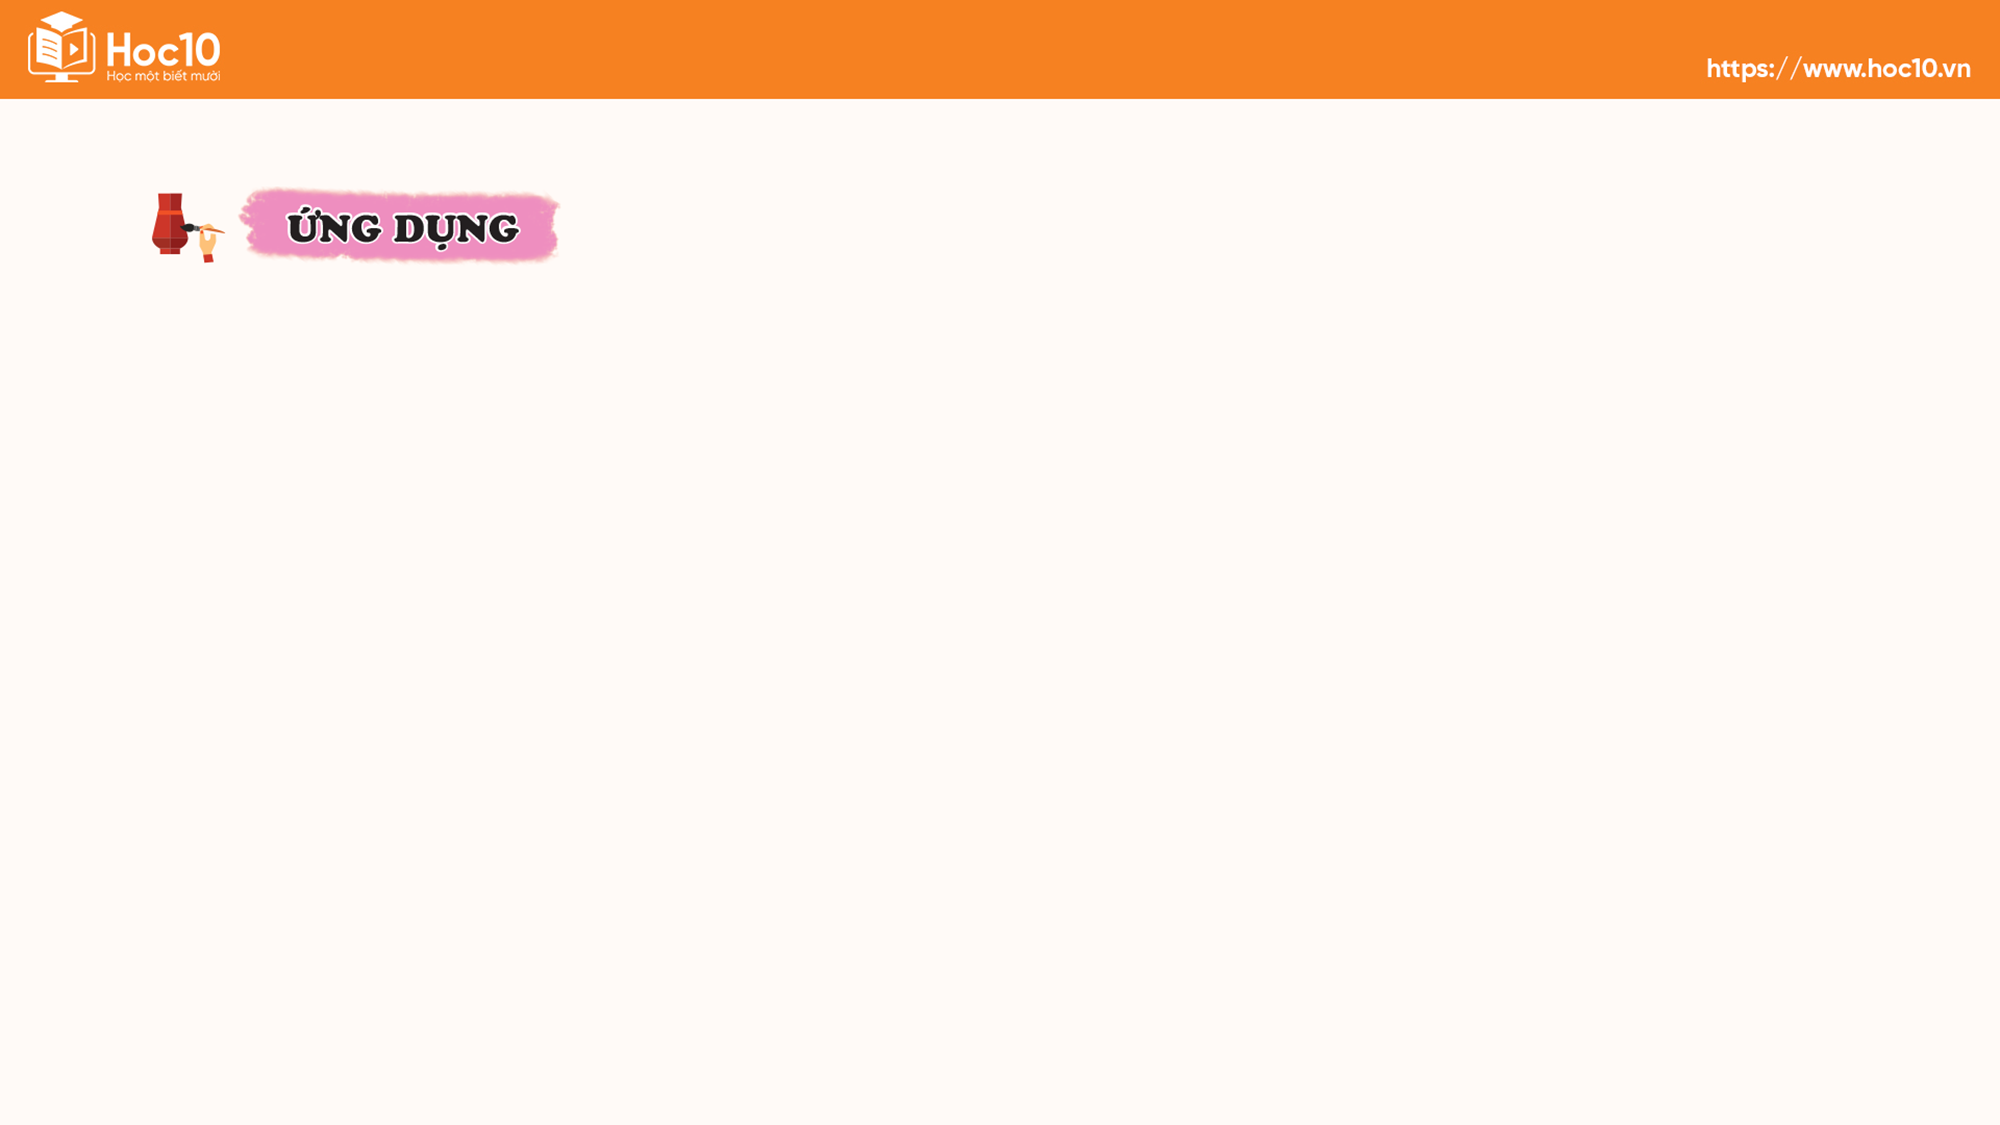 Hoc10
Học một biết mười
https://www.hoc10.vn
ỨNG DỤNG